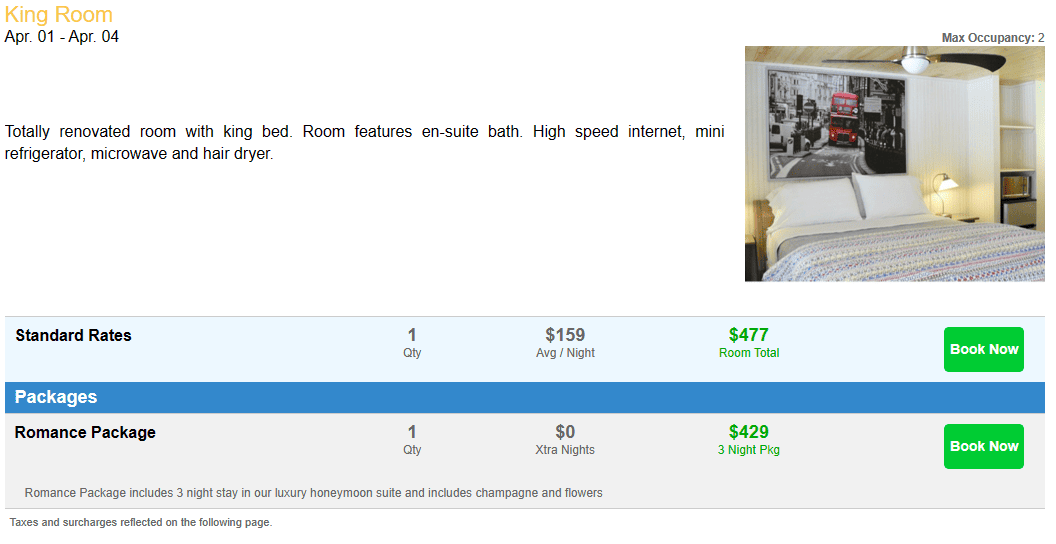 King Room
Apr. 01 - Apr. 04
Max Occupancy: 2
Totally renovated room with king bed. Room features en-suite bath. High speed internet, mini
refrigerator, microwave and hair dryer.
Standard Rates
1
Qty
$159
Avg / Night
$477
Room Total
Book Now
Packages
Romance Package
1
Qty
$0
Xtra Nights
$429
3 Night Pkg
Book Now
Romance Package includes 3 night stay in our luxury honeymoon suite and includes champagne and flowers
Taxes and surcharges reflected on the following page.